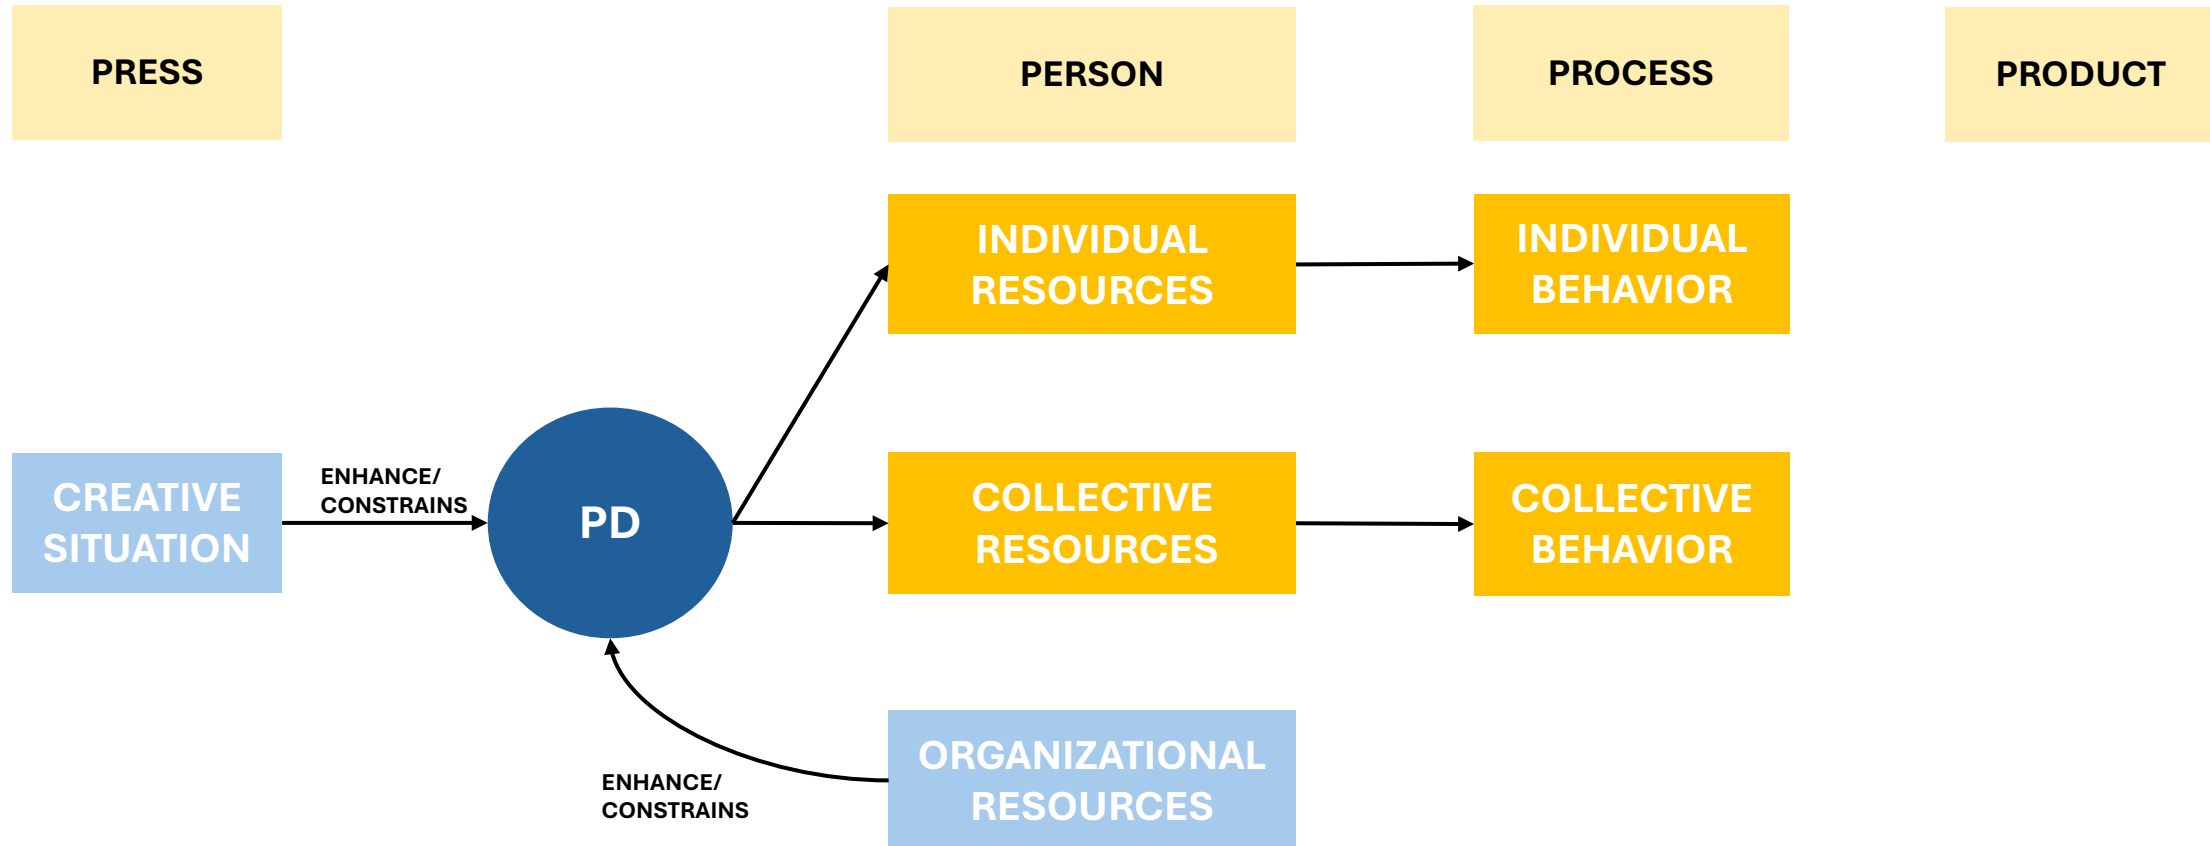 PRESS
PERSON
PROCESS
PRODUCT
INDIVIDUAL
RESOURCES
INDIVIDUAL
BEHAVIOR
CREATIVE
SITUATION
ENHANCE/
CONSTRAINS
PD
COLLECTIVE
RESOURCES
COLLECTIVE
BEHAVIOR
ENHANCE/
CONSTRAINS
ORGANIZATIONAL
RESOURCES